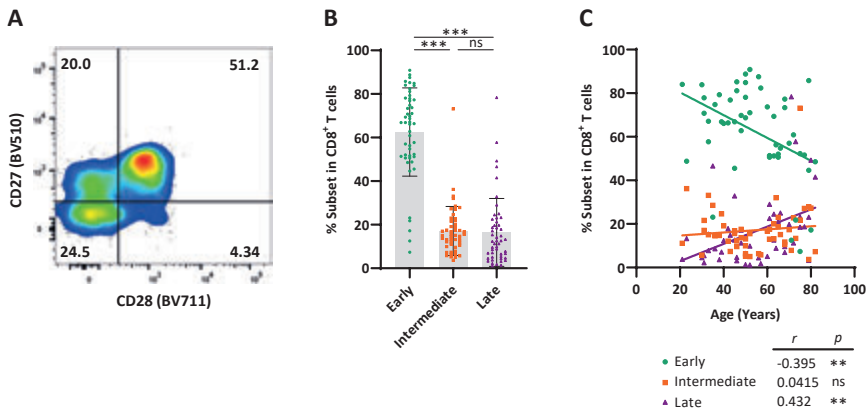 A
20.0
51.2
24.5
4.34
CD27 (BV510)
CD28 (BV711)
B
***
***
ns
% Subset in CD8+ T cells
100
80
60
40
20
0
Early
Intermediate
Late
C
% Subset in CD8+ T cells
100
80
60
40
20
0
0 20 40 60 80 100
Age (Years)
r p
Early -0.395 **
Intermediate 0.0415 ns
Late 0.432 **